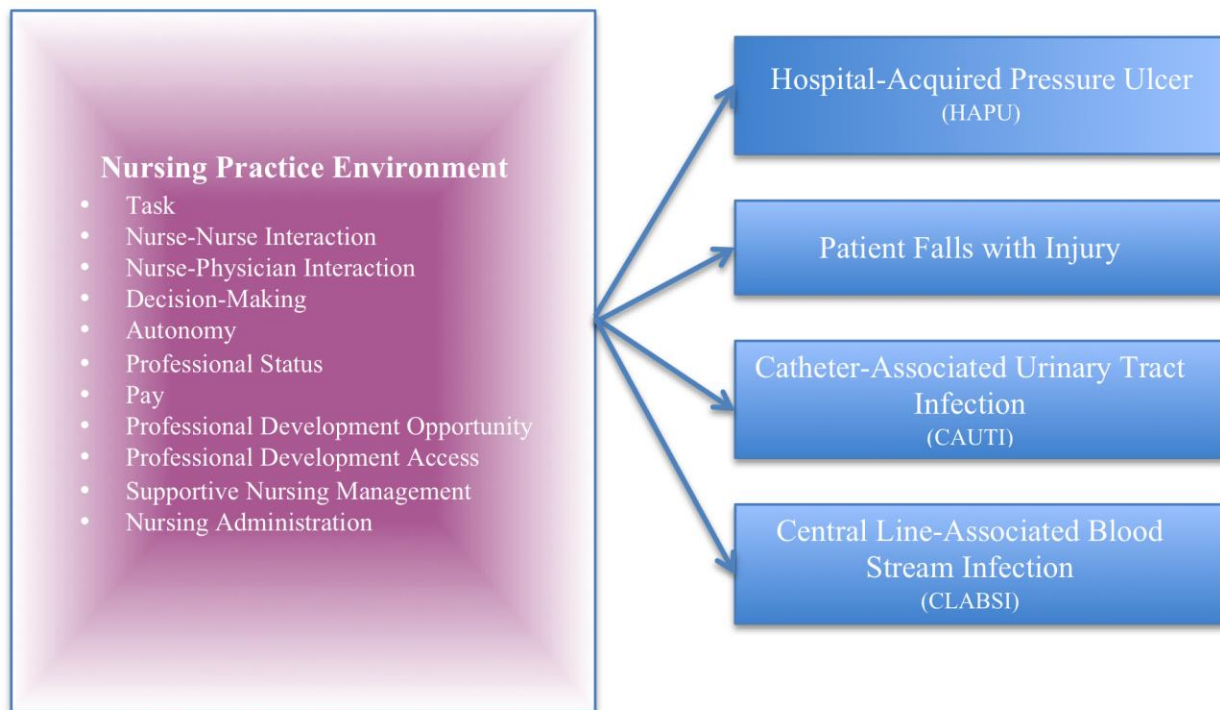 Nursing Practice Environment
• Task
• Nurse-Nurse Interaction
• Nurse-Physician Interaction
• Decision-Making
• Autonomy
• Professional Status
• Pay
• Professional Development Opportunity
• Professional Development Access
• Supportive Nursing Management
• Nursing Administration
Hospital-Acquired Pressure Ulcer
(HAPU)
Patient Falls with Injury
Catheter-Associated Urinary Tract
Infection
(CAUTI)
Central Line-Associated Blood
Stream Infection
(CLABSI)